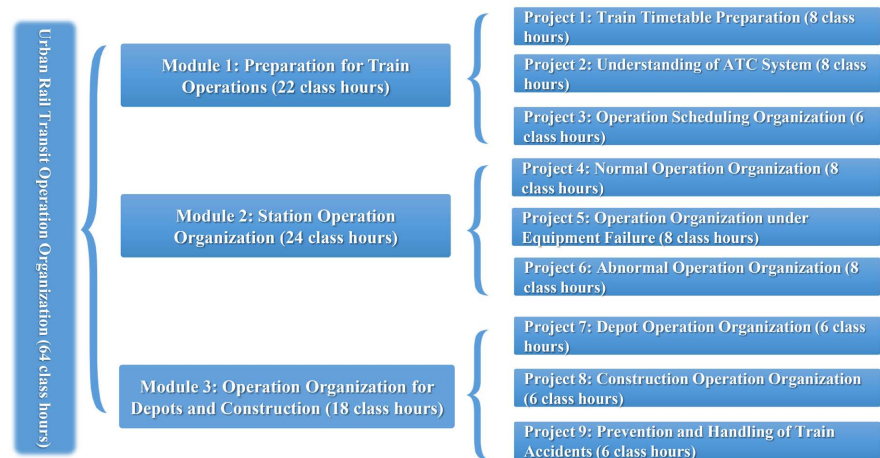 Urban Rail Transit Operation Organization (64 class hours)
Module 1: Preparation for Train
Operations (22 class hours)
Project 1: Train Timetable Preparation (8 class
hours)
Project 2: Understanding of ATC System (8 class
hours)
Project 3: Operation Scheduling Organization (6
class hours)
Module 2: Station Operation
Organization (24 class hours)
Project 4: Normal Operation Organization (8
class hours)
Project 5: Operation Organization under
Equipment Failure (8 class hours)
Project 6: Abnormal Operation Organization (8
class hours)
Module 3: Operation Organization for
Depots and Construction (18 class hours)
Project 7: Depot Operation Organization (6 class
hours)
Project 8: Construction Operation Organization
(6 class hours)
Project 9: Prevention and Handling of Train
Accidents (6 class hours)